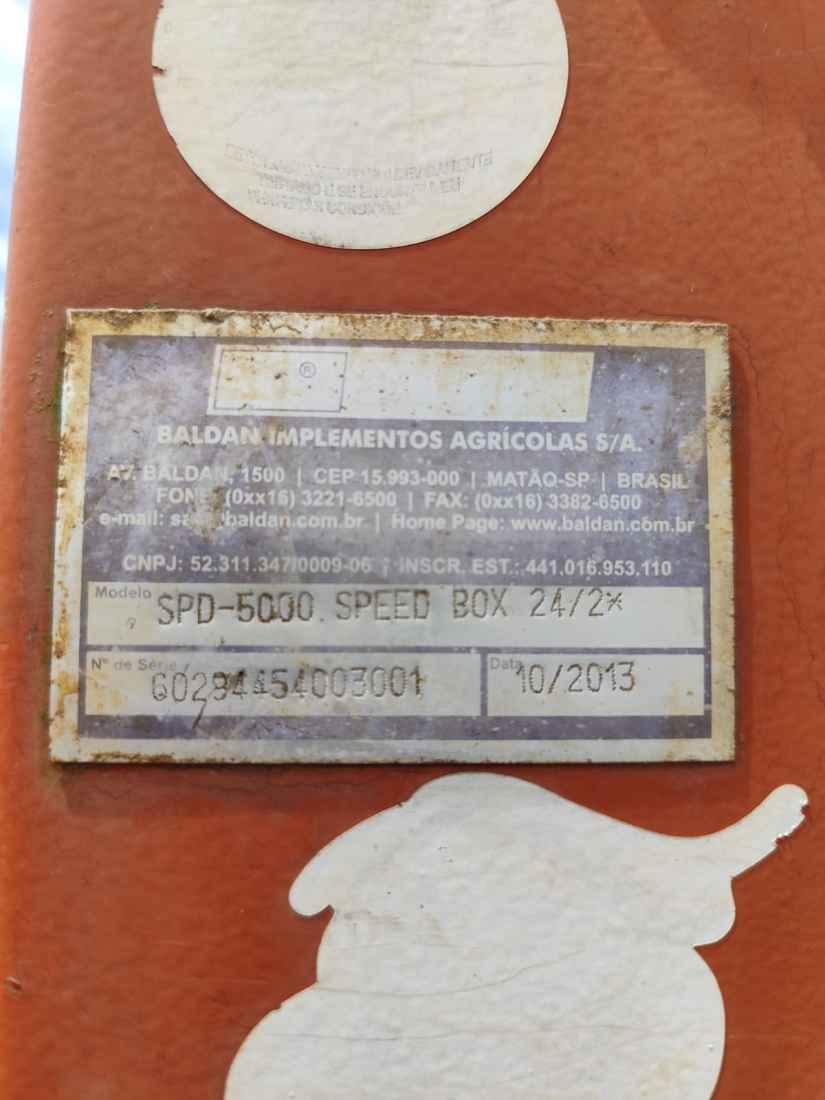 ®
BALDAN IMPLEMENTOS AGRÍCOLAS S/A.
AV. BALDAN, 1500 | CEP 15.993-000 | MATÃO-SP | BRASIL
FONE: (0xx16) 3221-6500 | FAX: (0xx16) 3382-6500
e-mail: baldan.com.br | Home Page: www.baldan.com.br
CNPJ: 52.311.347/0009-06 | INSCR. EST.: 441.016.953.110
Modelo
SPD-5000 SPEED BOX 24/2*
Nº de Série
60294454003001
Data
10/2013